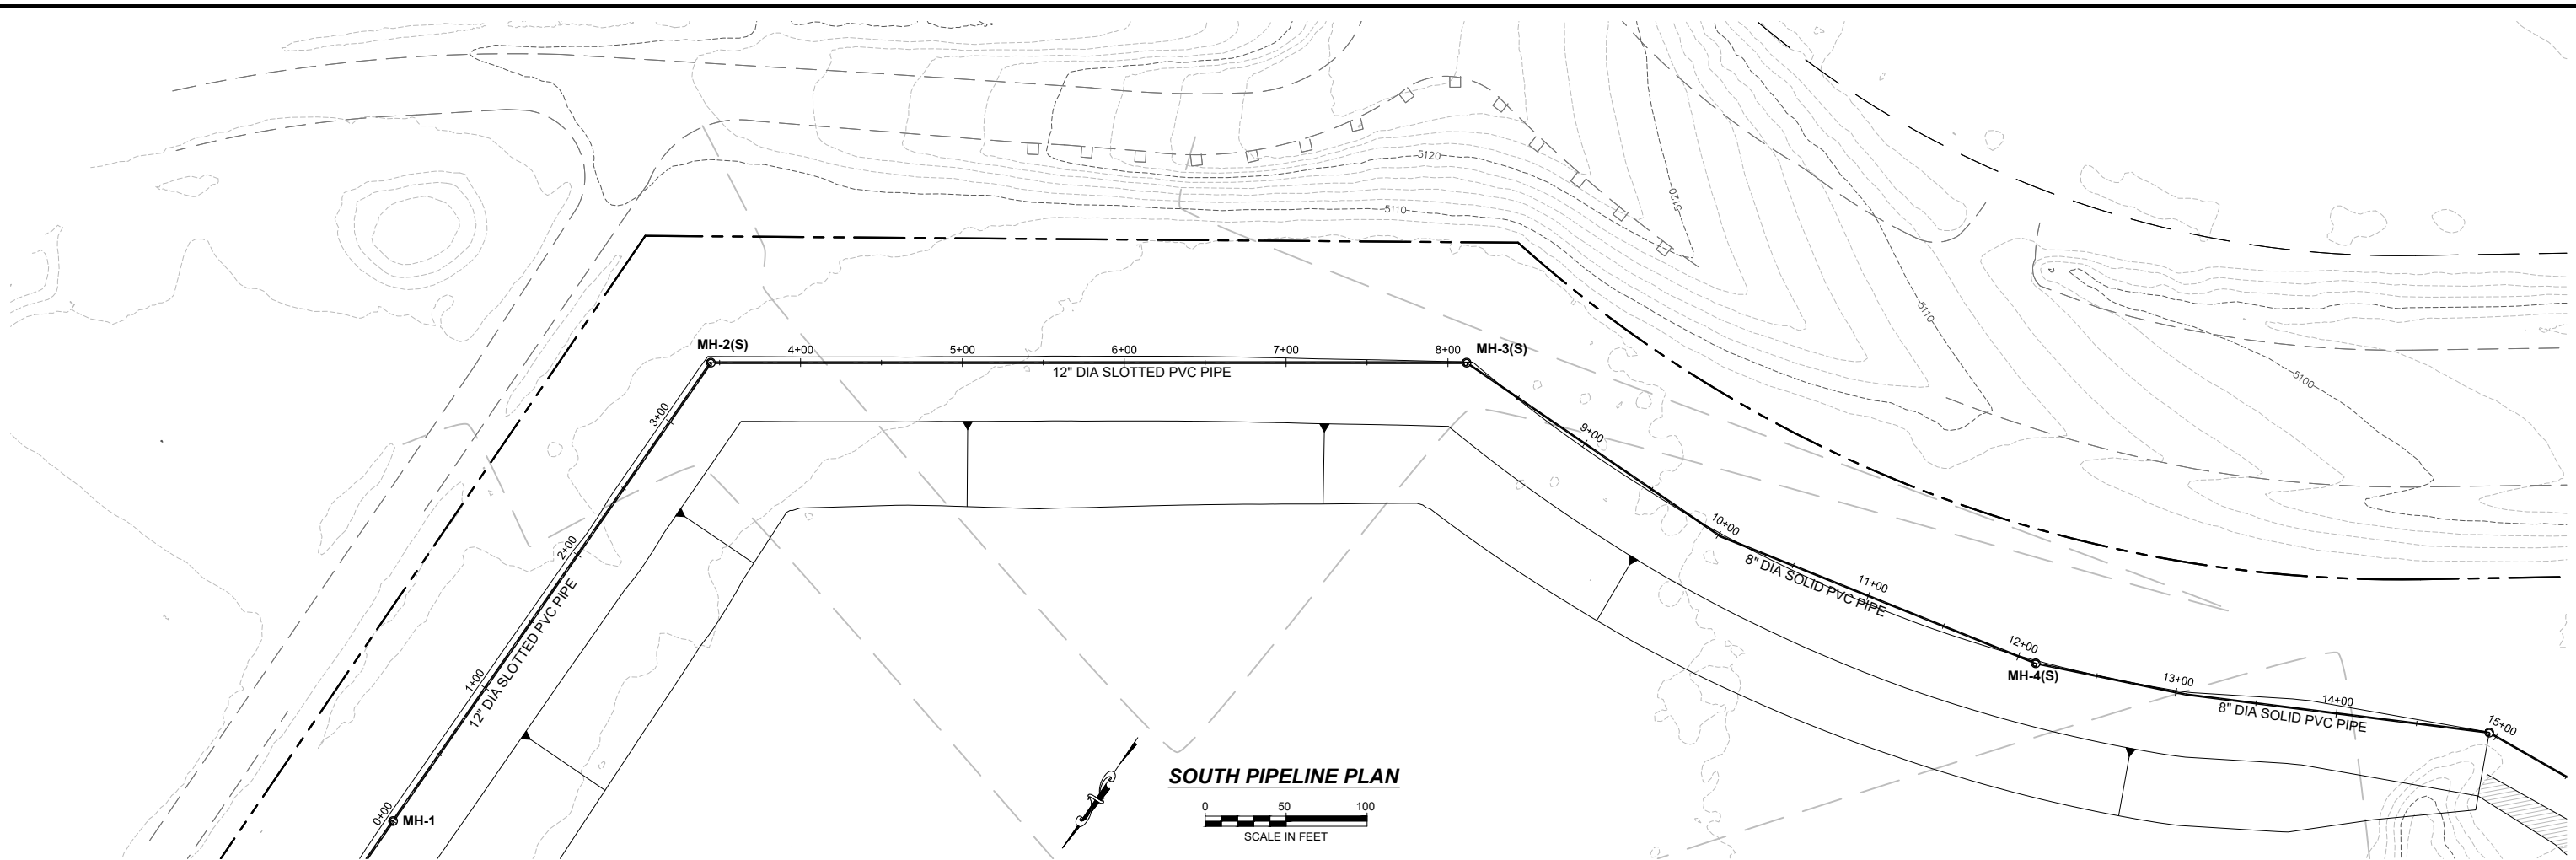 5120
5120
5110
5110
5100
MH-2(S)
4+00
5+00
6+00
7+00
8+00
MH-3(S)
12" DIA SLOTTED PVC PIPE
3+00
9+00
2+00
10+00
8" DIA SOLID PVC PIPE
11+00
12" DIA SLOTTED PVC PIPE
1+00
12+00
MH-4(S)
13+00
14+00
8" DIA SOLID PVC PIPE
15+00
0+00
MH-1
SOUTH PIPELINE PLAN
0 50 100
SCALE IN FEET